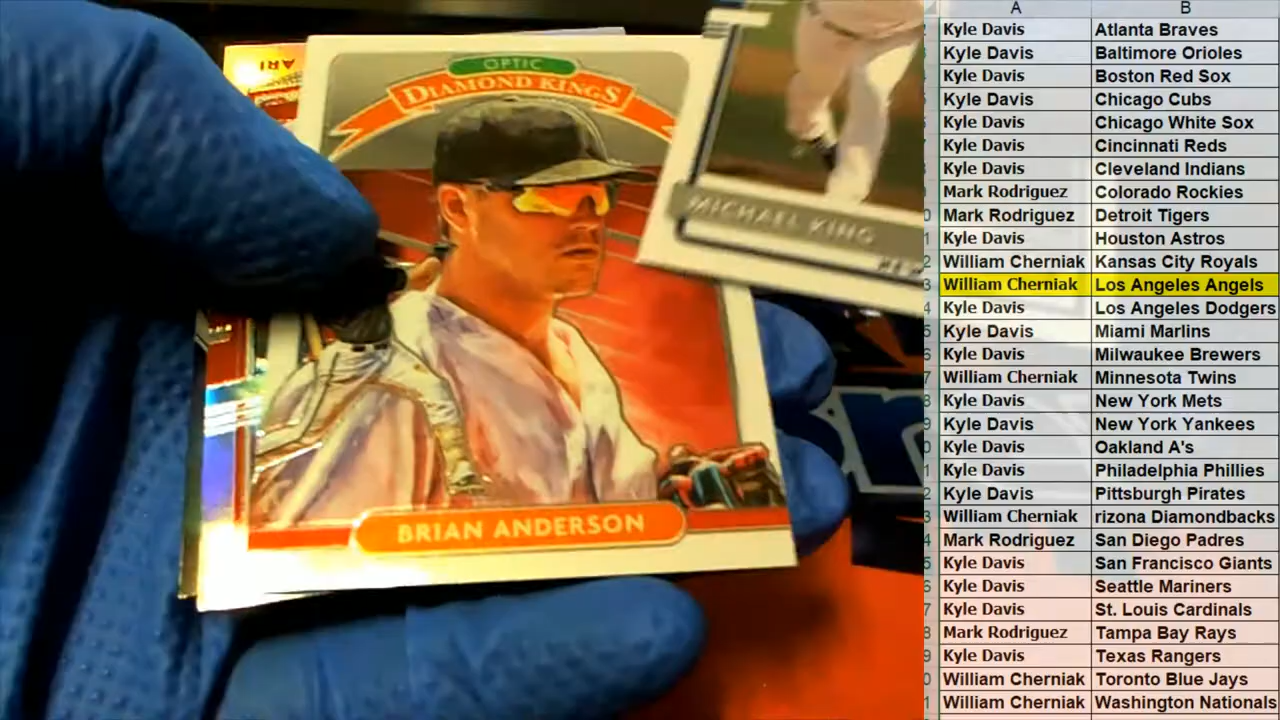 OPTIC
DIAMOND KINGS
MICHAEL KING
BRIAN ANDERSON
A B
Kyle Davis Atlanta Braves
Kyle Davis Baltimore Orioles
Kyle Davis Boston Red Sox
Kyle Davis Chicago Cubs
Kyle Davis Chicago White Sox
Kyle Davis Cincinnati Reds
Kyle Davis Cleveland Indians
Mark Rodriguez Colorado Rockies
Mark Rodriguez Detroit Tigers
Kyle Davis Houston Astros
William Cherniak Kansas City Royals
William Cherniak Los Angeles Angels
Kyle Davis Los Angeles Dodgers
Kyle Davis Miami Marlins
Kyle Davis Milwaukee Brewers
William Cherniak Minnesota Twins
Kyle Davis New York Mets
Kyle Davis New York Yankees
Kyle Davis Oakland A's
Kyle Davis Philadelphia Phillies
Kyle Davis Pittsburgh Pirates
William Cherniak rizona Diamondbacks
Mark Rodriguez San Diego Padres
Kyle Davis San Francisco Giants
Kyle Davis Seattle Mariners
Kyle Davis St. Louis Cardinals
Mark Rodriguez Tampa Bay Rays
Kyle Davis Texas Rangers
William Cherniak Toronto Blue Jays
William Cherniak Washington Nationals